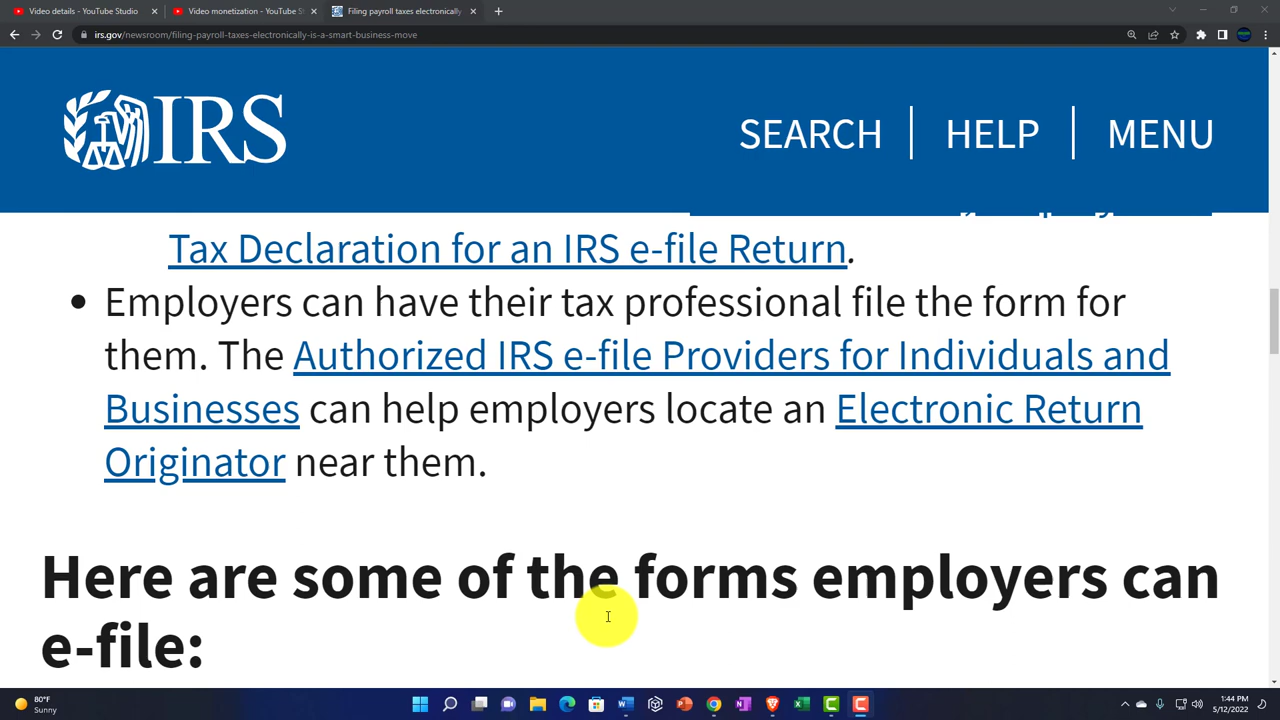 Video details - YouTube Studio
Video monetization - YouTube St
Filing payroll taxes electronically
irs.gov/newsroom/filing-payroll-taxes-electronically-is-a-smart-business-move
IRS
SEARCH
HELP
MENU
Tax Declaration for an IRS e-file Return.
Employers can have their tax professional file the form for
them. The Authorized IRS e-file Providers for Individuals and
Businesses can help employers locate an Electronic Return
Originator near them.
Here are some of the forms employers can
e-file:
80°F
Sunny
1:44 PM
5/12/2022